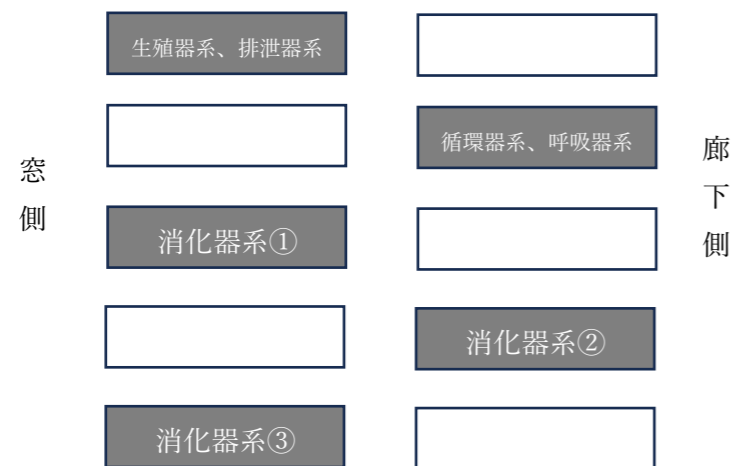 生殖器系、排泄器系
循環器系、呼吸器系
窓側
廊下側
消化器系①
消化器系②
消化器系③